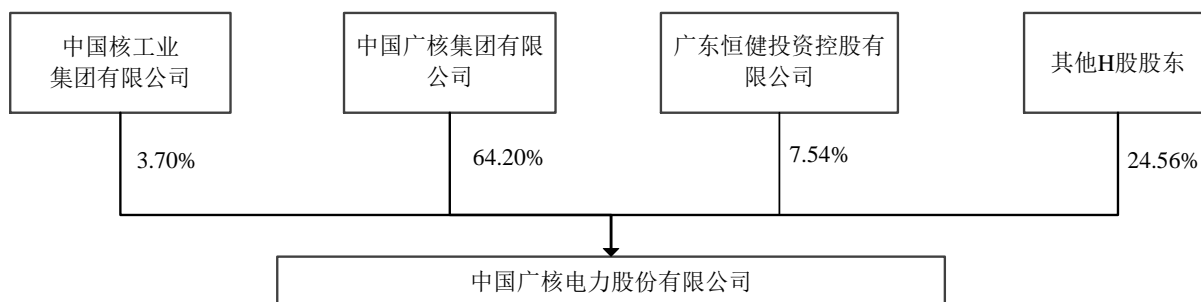 中国核工业
集团有限公司
中国广核集团有限
公司
广东恒健投资控股有
限公司
其他H股股东
3.70%
64.20%
7.54%
24.56%
中国广核电力股份有限公司